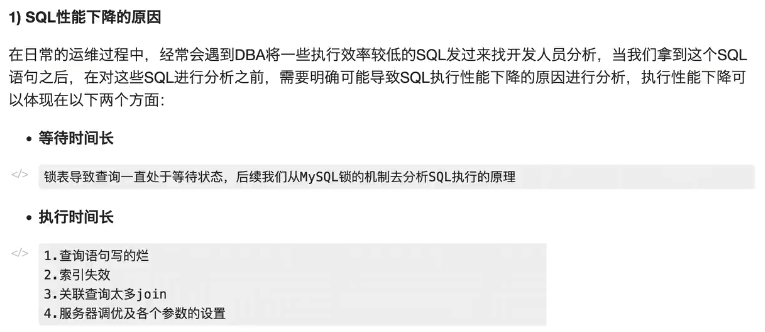 1) SQL性能下降的原因
在日常的运维过程中，经常会遇到DBA将一些执行效率较低的SQL发过来找开发人员分析，当我们拿到这个SQL
语句之后，在对这些SQL进行分析之前，需要明确可能导致SQL执行性能下降的原因进行分析，执行性能下降可
以体现在以下两个方面：
• 等待时间长
</> 锁表导致查询一直处于等待状态，后续我们从MySQL锁的机制去分析SQL执行的原理
• 执行时间长
</> 1.查询语句写的烂
2.索引失效
3.关联查询太多join
4.服务器调优及各个参数的设置